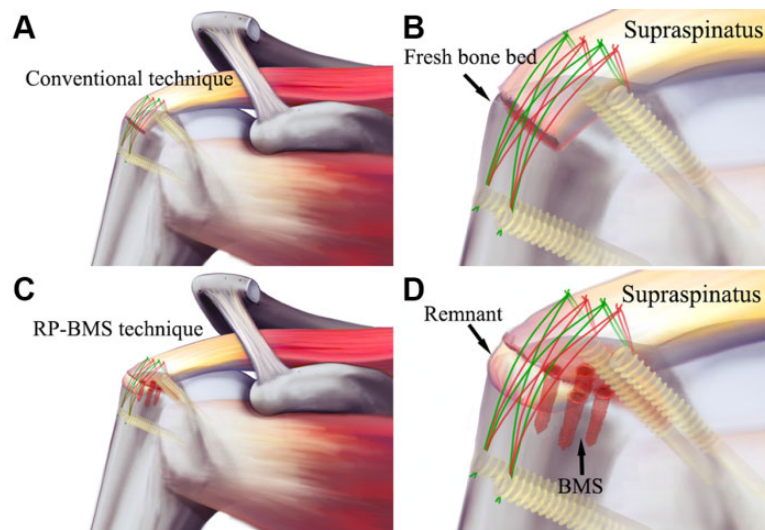 A
Conventional technique
B
Supraspinatus
Fresh bone bed
C
RP-BMS technique
D
Supraspinatus
Remnant
BMS